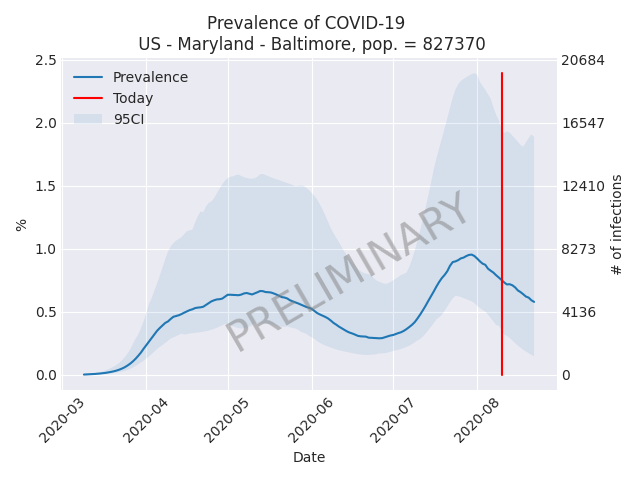 Prevalence of COVID-19
US - Maryland - Baltimore, pop. = 827370
2.5
2.0
1.5
1.0
0.5
0.0
%
Prevalence
Today
95CI
PRELIMINARY
20684
16547
12410
8273
4136
0
# of infections
2020-03
2020-04
2020-05
2020-06
2020-07
2020-08
Date